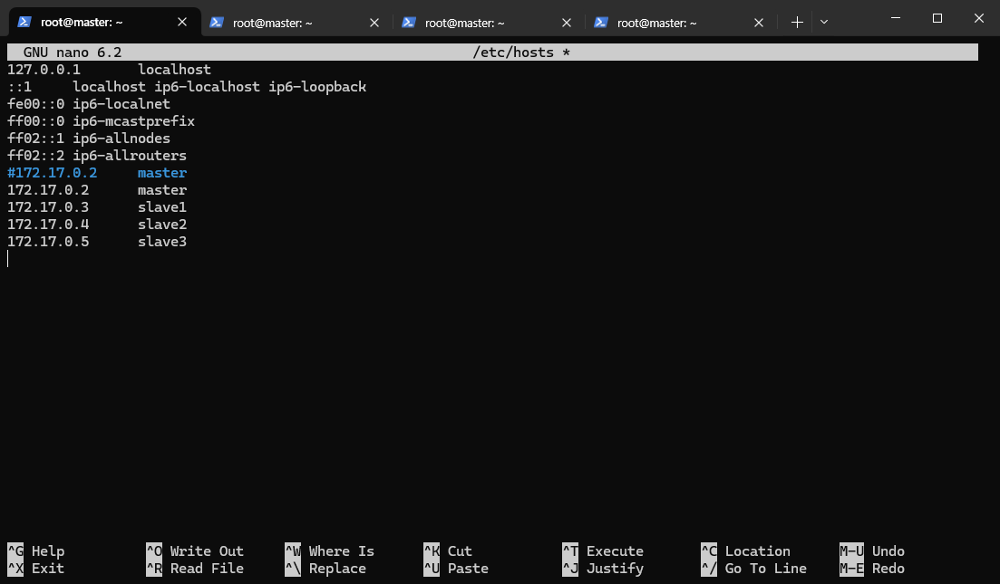 root@master: ~ root@master: ~ root@master: ~ root@master: ~
GNU nano 6.2 /etc/hosts *
127.0.0.1 localhost
::1 localhost ip6-localhost ip6-loopback
fe00::0 ip6-localnet
ff00::0 ip6-mcastprefix
ff02::1 ip6-allnodes
ff02::2 ip6-allrouters
#172.17.0.2 master
172.17.0.2 master
172.17.0.3 slave1
172.17.0.4 slave2
172.17.0.5 slave3
^G Help ^O Write Out ^W Where Is ^K Cut ^T Execute ^C Location M-U Undo
^X Exit ^R Read File ^\ Replace ^U Paste ^J Justify ^/ Go To Line M-E Redo